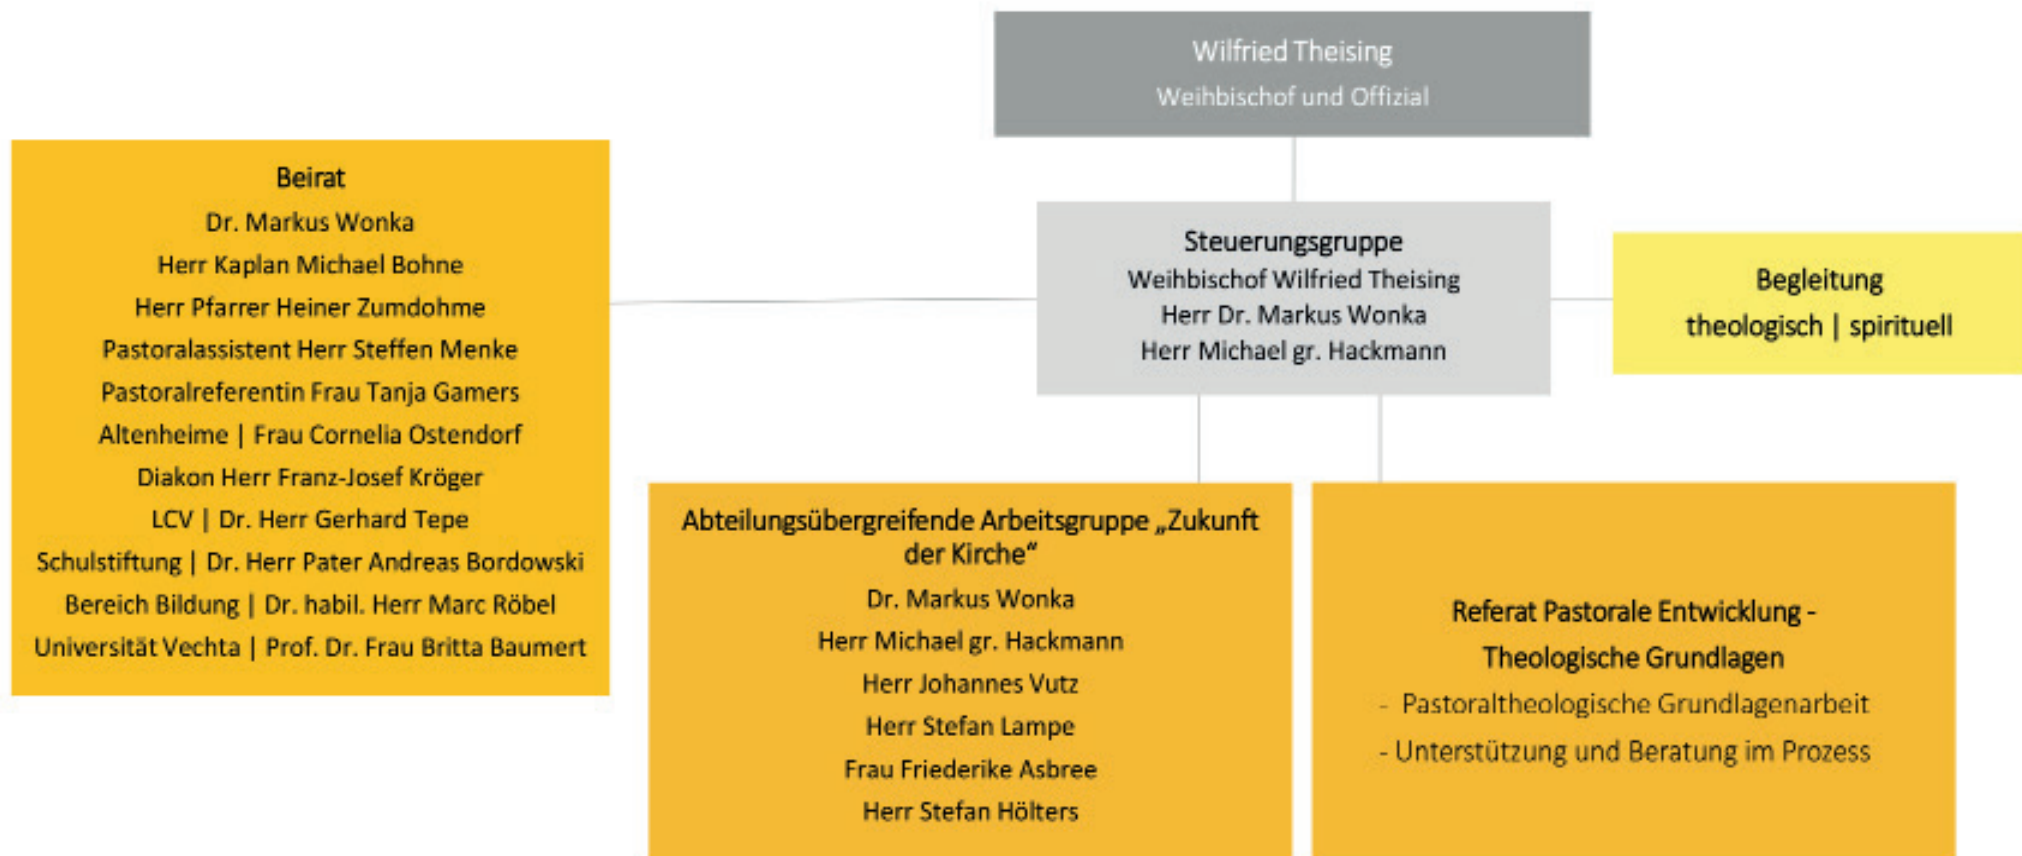 Wilfried Theising
Weihbischof und Offizial
Beirat
Dr. Markus Wonka
Herr Kaplan Michael Bohne
Herr Pfarrer Heiner Zumdohme
Pastoralassistent Herr Steffen Menke
Pastoralreferentin Frau Tanja Gamers
Altenheime | Frau Cornelia Ostendorf
Diakon Herr Franz-Josef Kröger
LCV | Dr. Herr Gerhard Tepe
Schulstiftung | Dr. Herr Pater Andreas Bordowski
Bereich Bildung | Dr. habil. Herr Marc Röbel
Universität Vechta | Prof. Dr. Frau Britta Baumert
Steuerungsgruppe
Weihbischof Wilfried Theising
Herr Dr. Markus Wonka
Herr Michael gr. Hackmann
Begleitung
theologisch | spirituell
Abteilungsübergreifende Arbeitsgruppe „Zukunft
der Kirche“
Dr. Markus Wonka
Herr Michael gr. Hackmann
Herr Johannes Vutz
Herr Stefan Lampe
Frau Friederike Asbree
Herr Stefan Hölters
Referat Pastorale Entwicklung -
Theologische Grundlagen
- Pastoraltheologische Grundlagenarbeit
- Unterstützung und Beratung im Prozess